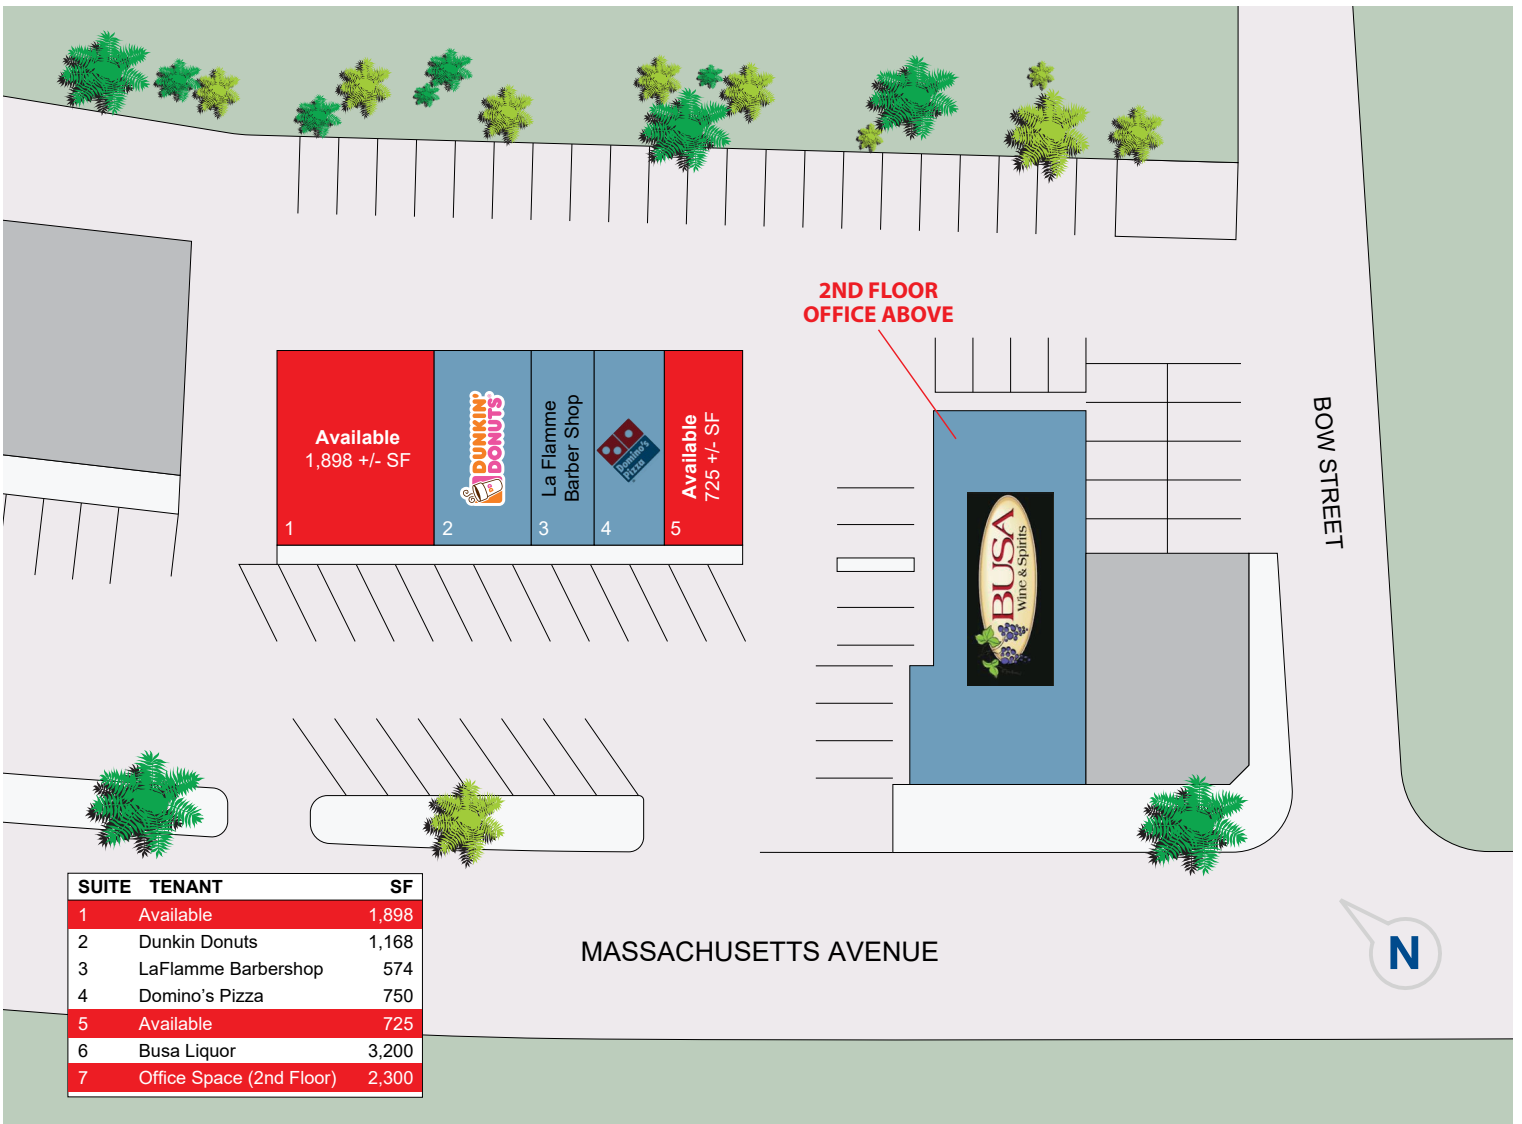 2ND FLOOR
OFFICE ABOVE
Available
1,898 +/- SF
1
DUNKIN'
DONUTS
2
La Flamme
Barber Shop
3
Domino's
Pizza
4
Available
725 +/- SF
5
BUSA
Wine & Spirits
BOW STREET
MASSACHUSETTS AVENUE
N
SUITE TENANT SF
1 Available 1,898
2 Dunkin Donuts 1,168
3 LaFlamme Barbershop 574
4 Domino’s Pizza 750
5 Available 725
6 Busa Liquor 3,200
7 Office Space (2nd Floor) 2,300